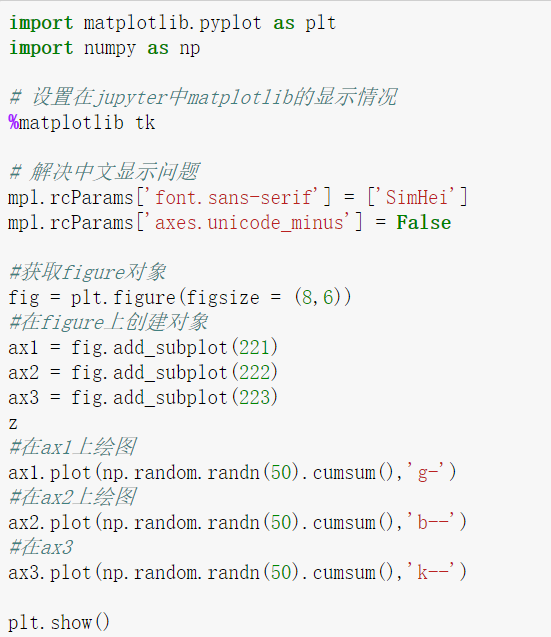 import matplotlib.pyplot as plt
import numpy as np
# 设置在jupyter中matplotlib的显示情况
%matplotlib tk
# 解决中文显示问题
mpl.rcParams['font.sans-serif'] = ['SimHei']
mpl.rcParams['axes.unicode_minus'] = False
#获取figure对象
fig = plt.figure(figsize = (8,6))
#在figure上创建对象
ax1 = fig.add_subplot(221)
ax2 = fig.add_subplot(222)
ax3 = fig.add_subplot(223)
z
#在ax1上绘图
ax1.plot(np.random.randn(50).cumsum(),'g-')
#在ax2上绘图
ax2.plot(np.random.randn(50).cumsum(),'b--')
#在ax3
ax3.plot(np.random.randn(50).cumsum(),'k--')
plt.show()